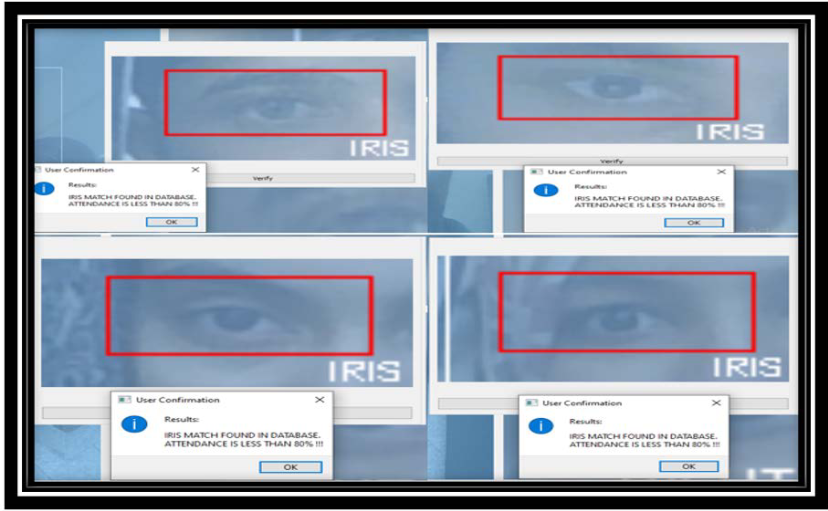 IRIS
Verify
User Confirmation
Results:
IRIS MATCH FOUND IN DATABASE.
ATTENDANCE IS LESS THAN 80% !!!
OK
IRIS
Verify
User Confirmation
Results:
IRIS MATCH FOUND IN DATABASE.
ATTENDANCE IS LESS THAN 80% !!!
OK
IRIS
User Confirmation
Results:
IRIS MATCH FOUND IN DATABASE.
ATTENDANCE IS LESS THAN 80% !!!
OK
IRIS
User Confirmation
Results:
IRIS MATCH FOUND IN DATABASE.
ATTENDANCE IS LESS THAN 80% !!!
OK